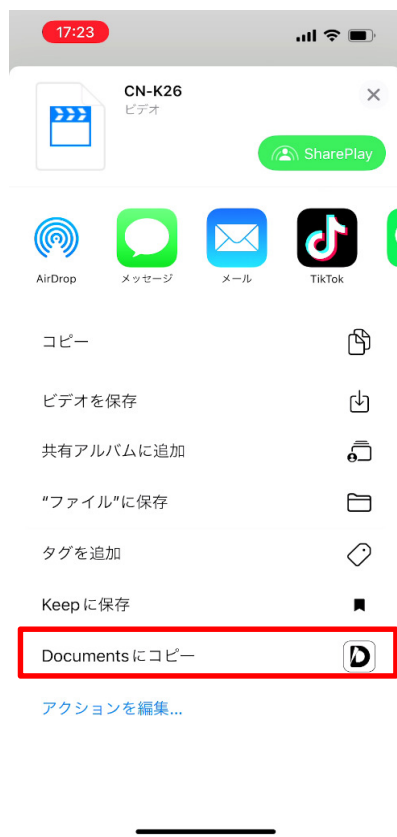 17:23
CN-K26
ビデオ
SharePlay
AirDrop
メッセージ
メール
TikTok
コピー
ビデオを保存
共有アルバムに追加
“ファイル”に保存
タグを追加
Keepに保存
Documentsにコピー
アクションを編集...